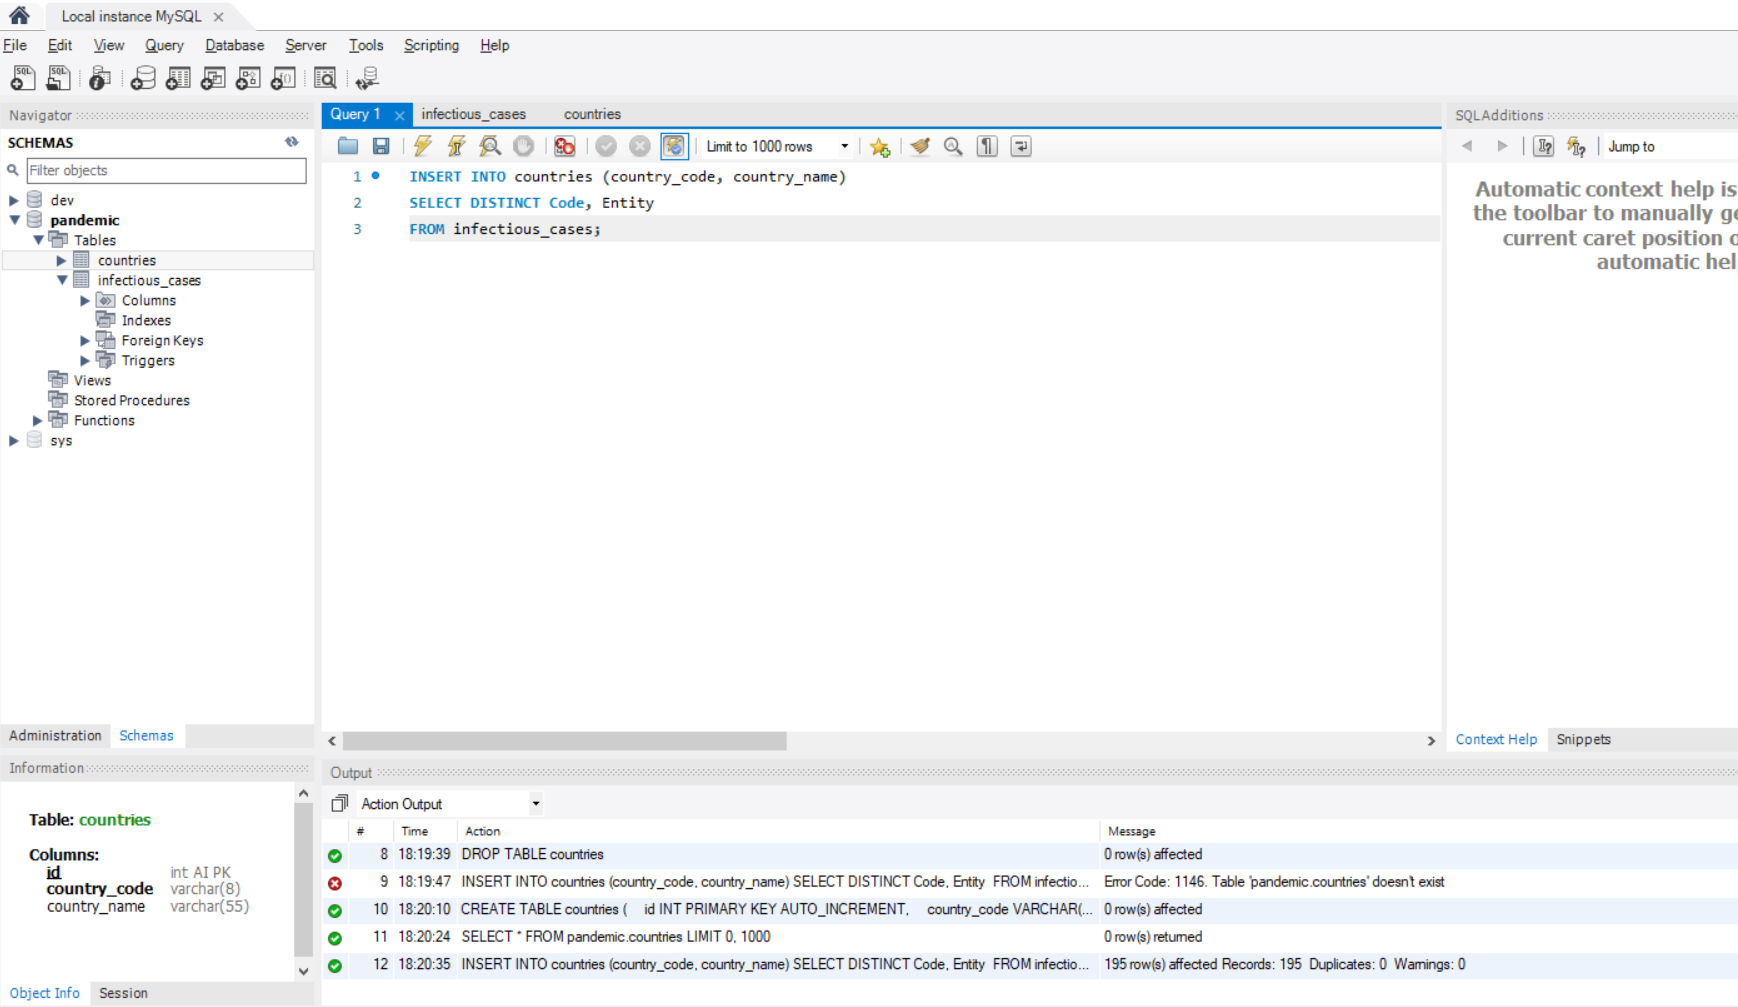 Local instance MySQL
File Edit View Query Database Server Tools Scripting Help
Navigator
SCHEMAS
Filter objects
dev
pandemic
Tables
countries
infectious_cases
Columns
Indexes
Foreign Keys
Triggers
Views
Stored Procedures
Functions
sys
Administration Schemas
Information
Table: countries
Columns:
id int AI PK
country_code varchar(8)
country_name varchar(55)
Object Info Session
Query 1 infectious_cases countries
Limit to 1000 rows
1 INSERT INTO countries (country_code, country_name)
2 SELECT DISTINCT Code, Entity
3 FROM infectious_cases;
SQLAdditions
Jump to
Automatic context help is
the toolbar to manually ge
current caret position o
automatic hel
Context Help Snippets
Output
Action Output
# Time Action Message
8 18:19:39 DROP TABLE countries 0 row(s) affected
9 18:19:47 INSERT INTO countries (country_code, country_name) SELECT DISTINCT Code, Entity FROM infectio... Error Code: 1146. Table 'pandemic.countries' doesn't exist
10 18:20:10 CREATE TABLE countries ( id INT PRIMARY KEY AUTO_INCREMENT, country_code VARCHAR(... 0 row(s) affected
11 18:20:24 SELECT * FROM pandemic.countries LIMIT 0, 1000 0 row(s) returned
12 18:20:35 INSERT INTO countries (country_code, country_name) SELECT DISTINCT Code, Entity FROM infectio... 195 row(s) affected Records: 195 Duplicates: 0 Warnings: 0